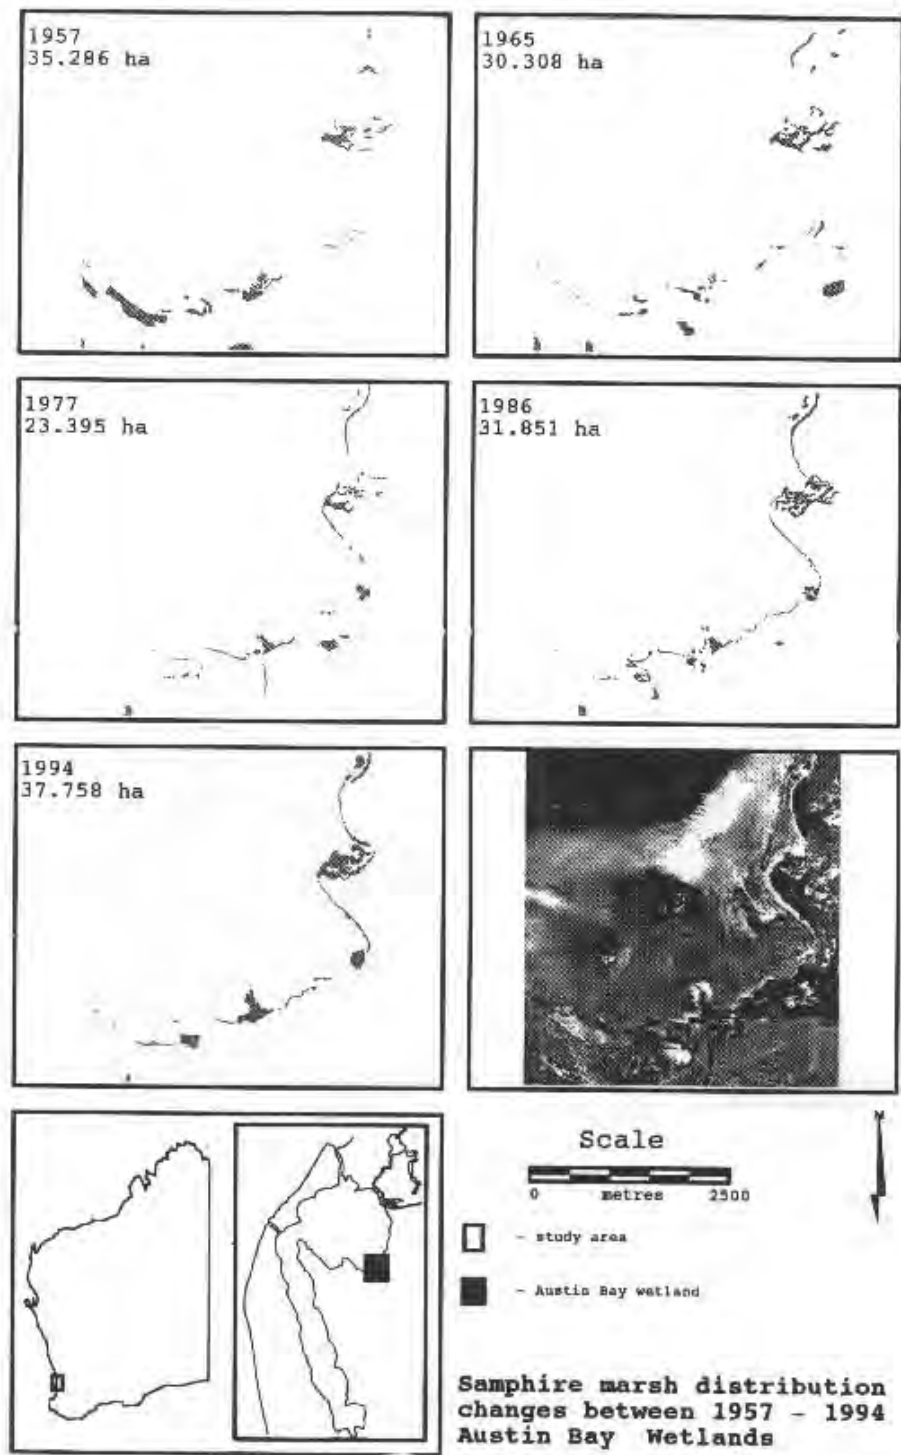 1957
35.286 ha
1965
30.308 ha
1977
23.395 ha
1986
31.851 ha
1994
37.758 ha
N
Scale
0 metres 2500
- study area
- Austin Bay wetland
Samphire marsh distribution
changes between 1957 - 1994
Austin Bay Wetlands